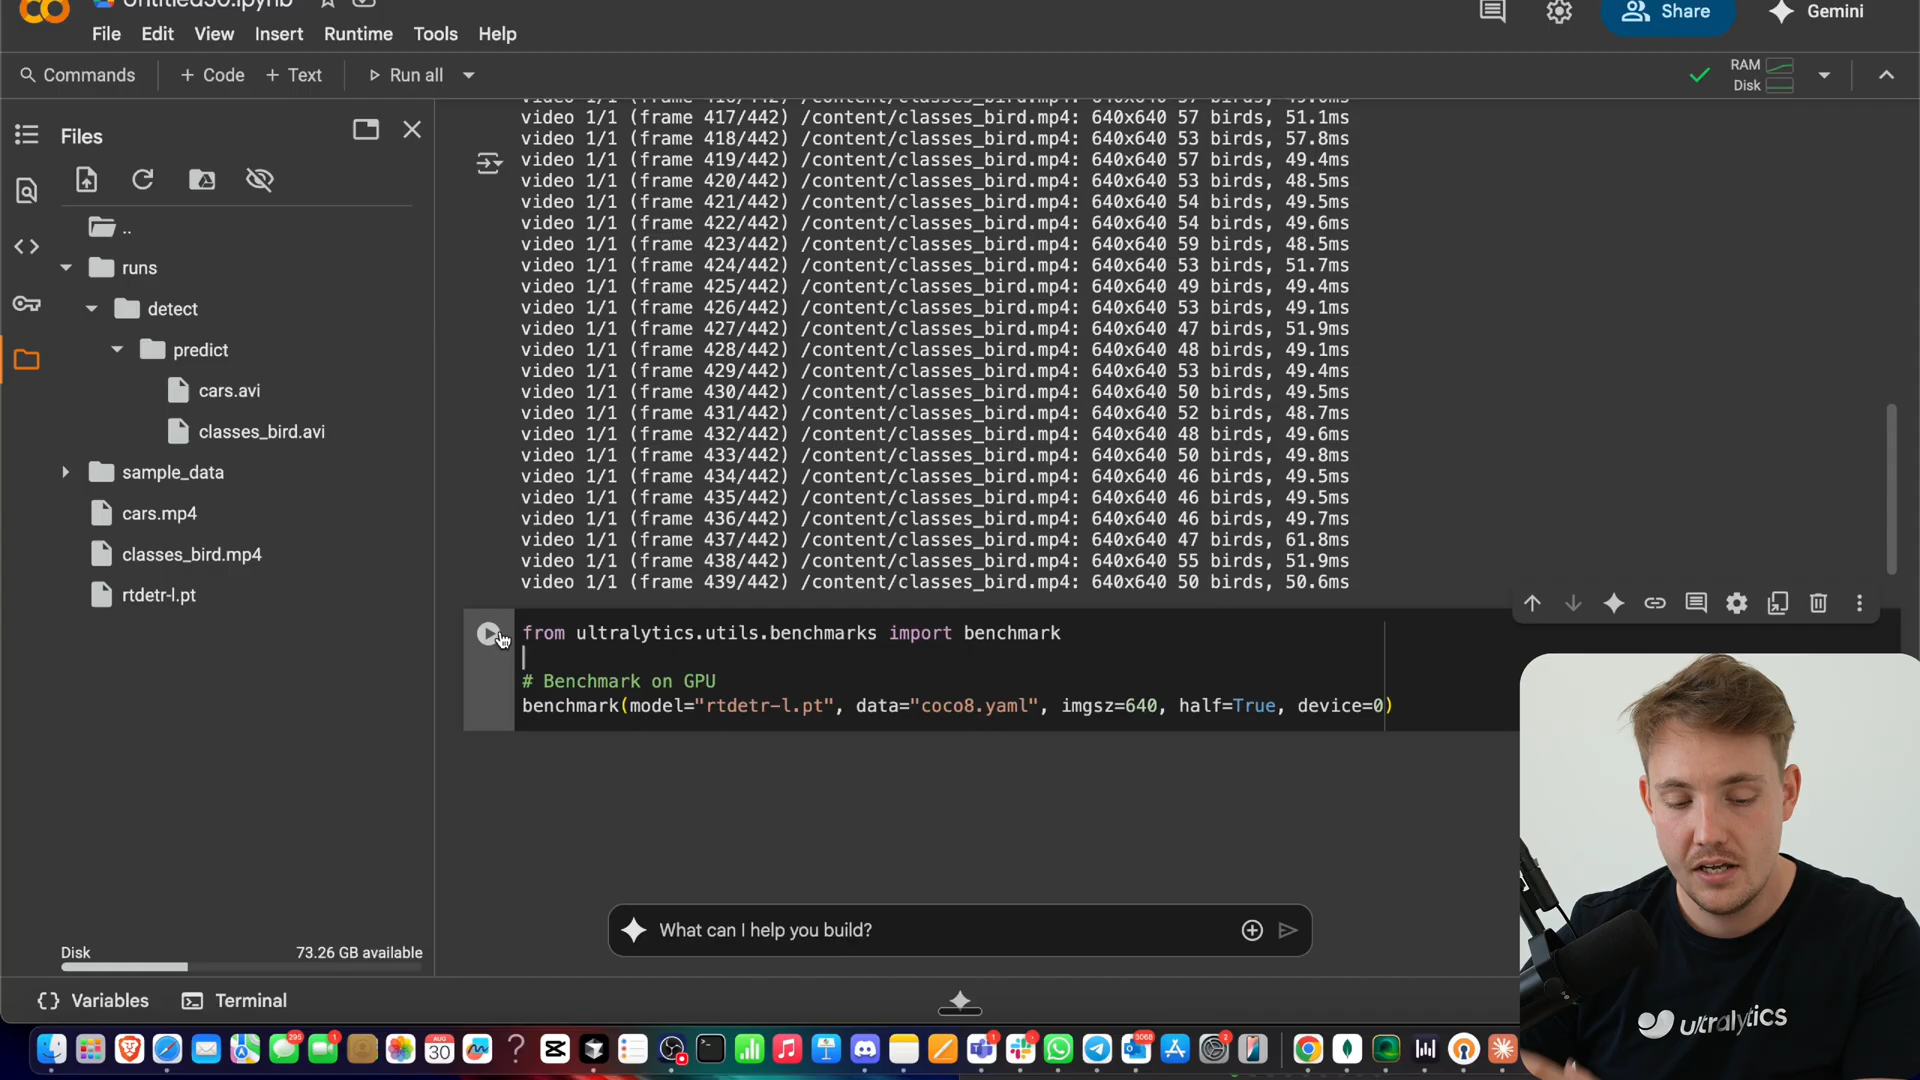 Untitled30.ipynb
File Edit View Insert Runtime Tools Help
Share
Gemini
Commands
+ Code
+ Text
Run all
RAM
Disk
Files
..
runs
detect
predict
cars.avi
classes_bird.avi
sample_data
cars.mp4
classes_bird.mp4
rtdetr-l.pt
Disk
73.26 GB available
video 1/1 (frame 417/442) /content/classes_bird.mp4: 640x640 57 birds, 51.1ms
video 1/1 (frame 418/442) /content/classes_bird.mp4: 640x640 53 birds, 57.8ms
video 1/1 (frame 419/442) /content/classes_bird.mp4: 640x640 57 birds, 49.4ms
video 1/1 (frame 420/442) /content/classes_bird.mp4: 640x640 53 birds, 48.5ms
video 1/1 (frame 421/442) /content/classes_bird.mp4: 640x640 54 birds, 49.5ms
video 1/1 (frame 422/442) /content/classes_bird.mp4: 640x640 54 birds, 49.6ms
video 1/1 (frame 423/442) /content/classes_bird.mp4: 640x640 59 birds, 48.5ms
video 1/1 (frame 424/442) /content/classes_bird.mp4: 640x640 53 birds, 51.7ms
video 1/1 (frame 425/442) /content/classes_bird.mp4: 640x640 49 birds, 49.4ms
video 1/1 (frame 426/442) /content/classes_bird.mp4: 640x640 53 birds, 49.1ms
video 1/1 (frame 427/442) /content/classes_bird.mp4: 640x640 47 birds, 51.9ms
video 1/1 (frame 428/442) /content/classes_bird.mp4: 640x640 48 birds, 49.1ms
video 1/1 (frame 429/442) /content/classes_bird.mp4: 640x640 53 birds, 49.4ms
video 1/1 (frame 430/442) /content/classes_bird.mp4: 640x640 50 birds, 49.5ms
video 1/1 (frame 431/442) /content/classes_bird.mp4: 640x640 52 birds, 48.7ms
video 1/1 (frame 432/442) /content/classes_bird.mp4: 640x640 48 birds, 49.6ms
video 1/1 (frame 433/442) /content/classes_bird.mp4: 640x640 50 birds, 49.8ms
video 1/1 (frame 434/442) /content/classes_bird.mp4: 640x640 46 birds, 49.5ms
video 1/1 (frame 435/442) /content/classes_bird.mp4: 640x640 46 birds, 49.5ms
video 1/1 (frame 436/442) /content/classes_bird.mp4: 640x640 46 birds, 49.7ms
video 1/1 (frame 437/442) /content/classes_bird.mp4: 640x640 47 birds, 61.8ms
video 1/1 (frame 438/442) /content/classes_bird.mp4: 640x640 55 birds, 51.9ms
video 1/1 (frame 439/442) /content/classes_bird.mp4: 640x640 50 birds, 50.6ms
from ultralytics.utils.benchmarks import benchmark
# Benchmark on GPU
benchmark(model="rtdetr-l.pt", data="coco8.yaml", imgsz=640, half=True, device=0)
What can I help you build?
Variables
Terminal
ultralytics
295
1
AUG
30
1
3068
2